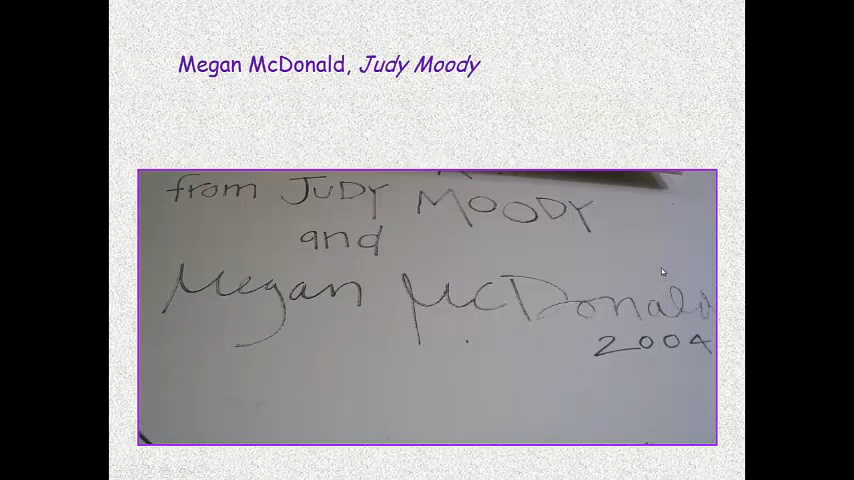 Megan McDonald, Judy Moody
from JUDY MOODY
and
Megan McDonald
2004